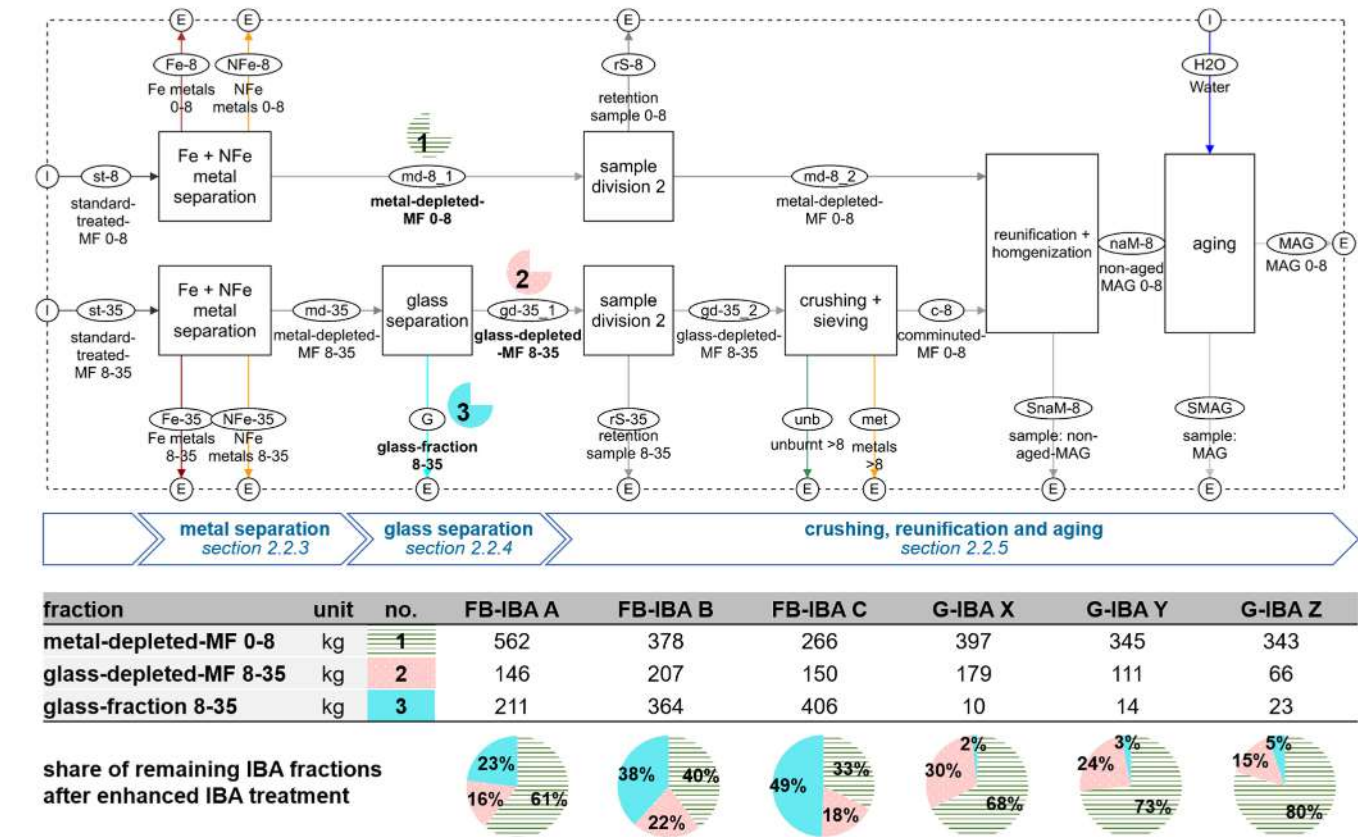 E E E I
Fe-8 NFe-8 rS-8 H2O
Fe metals 0-8 NFe metals 0-8 retention sample 0-8 Water
1
Fe + NFe metal separation
sample division 2
I st-8 md-8_1 md-8_2
standard-treated-MF 0-8
metal-depleted-MF 0-8
metal-depleted-MF 0-8
reunification + homgenization
naM-8
non-aged MAG 0-8
aging
MAG
MAG 0-8
E
2
Fe + NFe metal separation
glass separation
sample division 2
crushing + sieving
I st-35 md-35 gd-35_1 gd-35_2 c-8
standard-treated-MF 8-35
metal-depleted-MF 8-35
glass-depleted-MF 8-35
glass-depleted-MF 8-35
comminuted-MF 0-8
3
Fe-35 NFe-35 G rS-35 unb met SnaM-8 SMAG
Fe metals 8-35
NFe metals 8-35
glass-fraction 8-35
retention sample 8-35
unburnt >8
metals >8
sample: non-aged-MAG
sample: MAG
E E E E E E E E
metal separation glass separation crushing, reunification and aging
section 2.2.3 section 2.2.4 section 2.2.5
fraction unit no. FB-IBA A FB-IBA B FB-IBA C G-IBA X G-IBA Y G-IBA Z
metal-depleted-MF 0-8 kg 1 562 378 266 397 345 343
glass-depleted-MF 8-35 kg 2 146 207 150 179 111 66
glass-fraction 8-35 kg 3 211 364 406 10 14 23
share of remaining IBA fractions
after enhanced IBA treatment
23% 16% 61%
38% 40% 22%
49% 33% 18%
2% 30% 68%
3% 24% 73%
5% 15% 80%